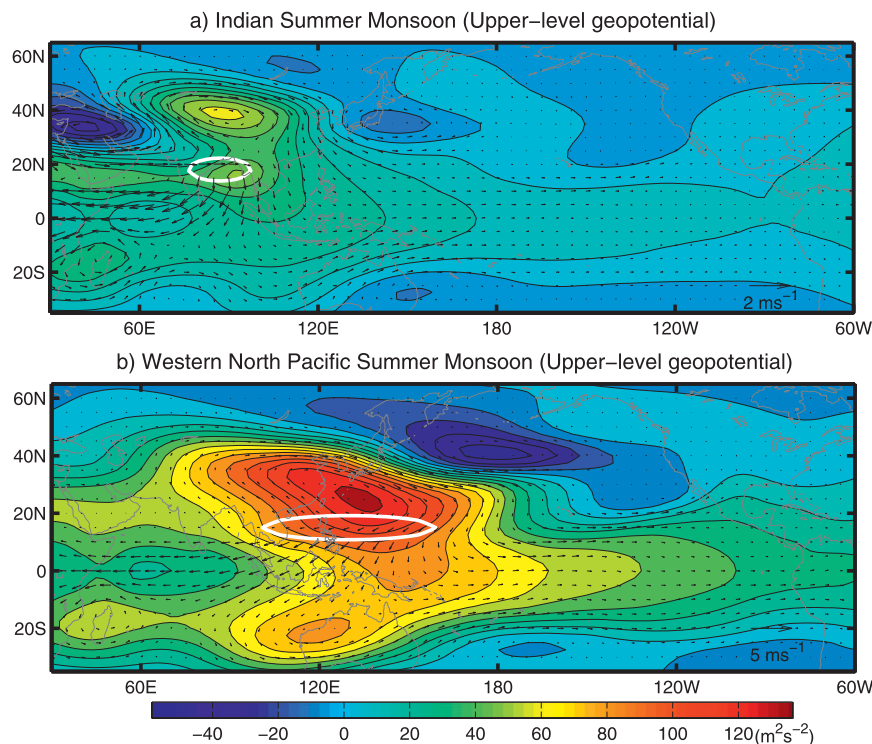 a) Indian Summer Monsoon (Upper−level geopotential)
60N
40N
20N
0
20S
2 ms−1
60E 120E 180 120W 60W
b) Western North Pacific Summer Monsoon (Upper−level geopotential)
60N
40N
20N
0
20S
5 ms−1
60E 120E 180 120W 60W
−40 −20 0 20 40 60 80 100 120 (m2s−2)